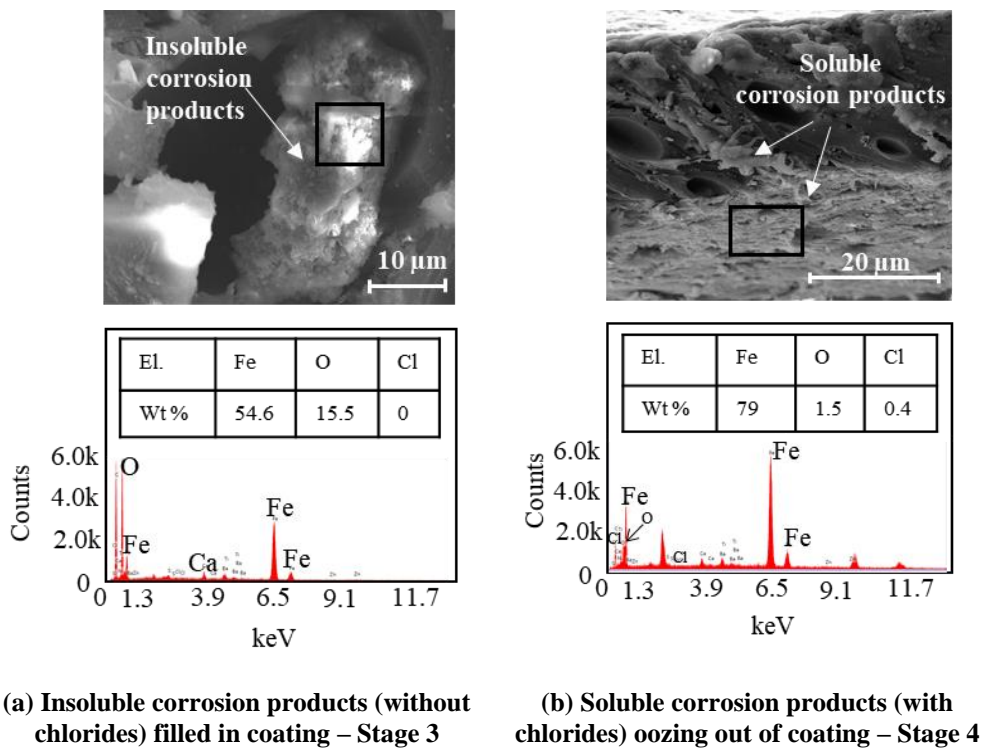 Insoluble
corrosion
products
10 µm
Soluble
corrosion products
20 µm
El. Fe O Cl
Wt% 54.6 15.5 0
6.0k
4.0k
2.0k
0
Counts
O
Fe
Ca
Fe
Fe
0 1.3 3.9 6.5 9.1 11.7
keV
El. Fe O Cl
Wt% 79 1.5 0.4
6.0k
4.0k
2.0k
0
Counts
Fe
Fe
O
Cl
Cl
Fe
0 1.3 3.9 6.5 9.1 11.7
keV
(a) Insoluble corrosion products (without
chlorides) filled in coating – Stage 3
(b) Soluble corrosion products (with
chlorides) oozing out of coating – Stage 4